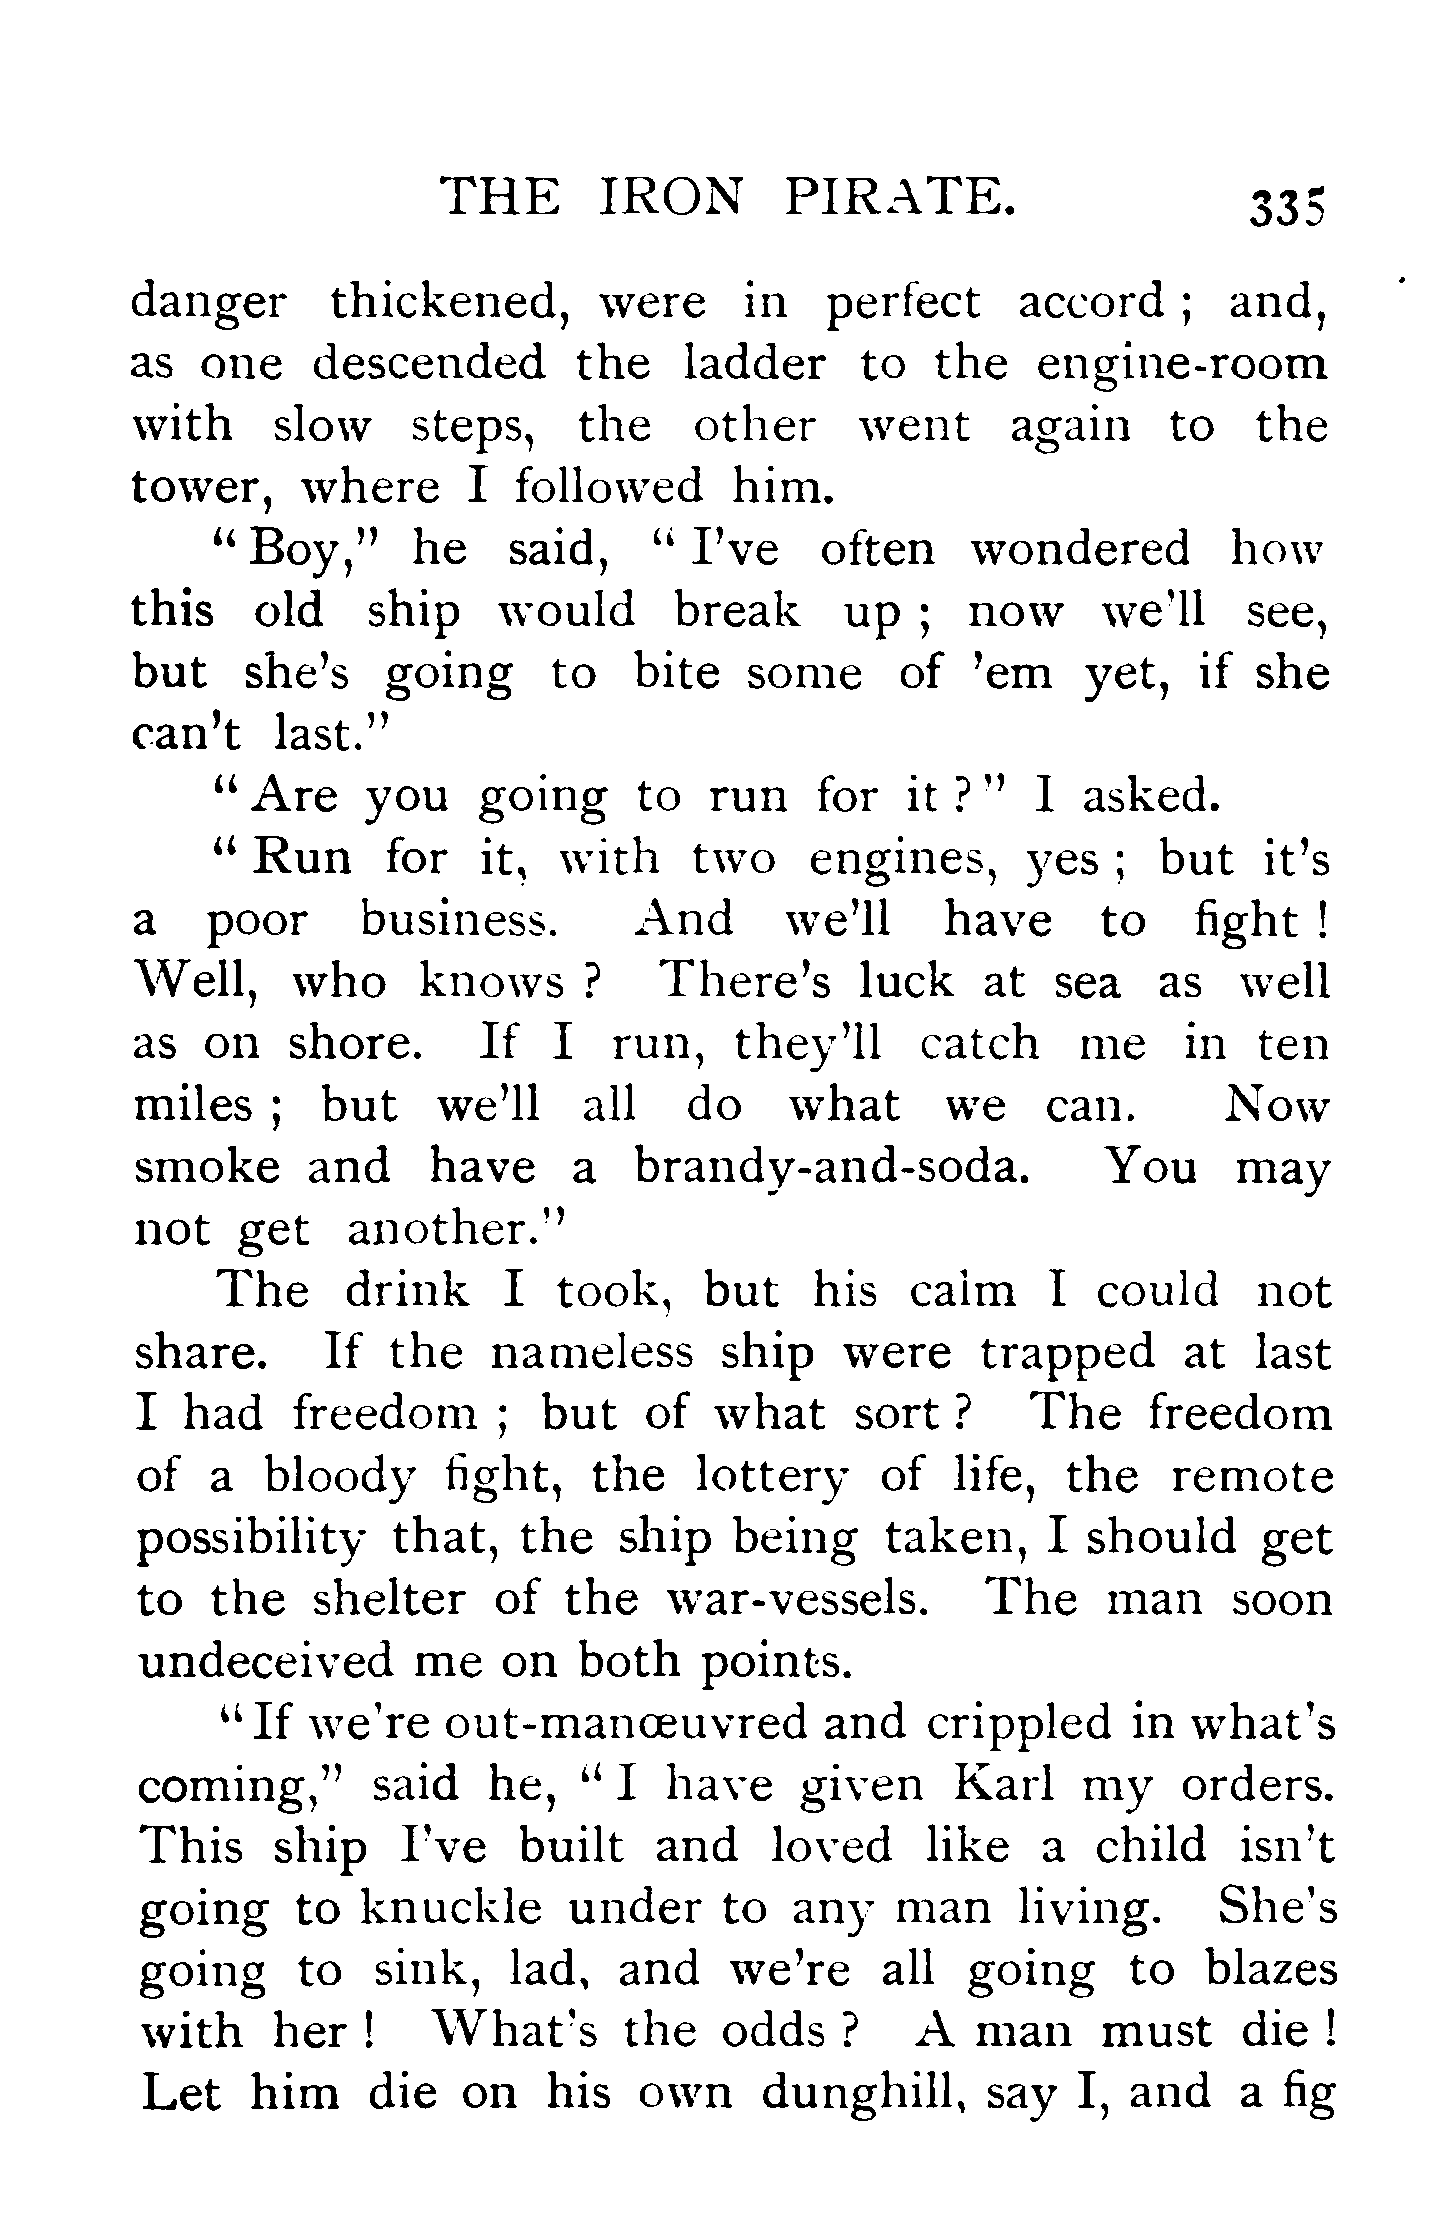 THE IRON PIRATE. 335
danger thickened, were in perfect accord ; and,
as one descended the ladder to the engine-room
with slow steps, the other went again to the
tower, where I followed him.
" Boy," he said, " I've often wondered how
this old ship would break up ; now we'll see,
but she's going to bite some of 'em yet, if she
can't last."
" Are you going to run for it ? " I asked.
" Run for it, with two engines, yes ; but it's
a poor business. And we'll have to fight !
Well, who knows ? There's luck at sea as well
as on shore. If I run, they'll catch me in ten
miles ; but we'll all do what we can. Now
smoke and have a brandy-and-soda. You may
not get another."
The drink I took, but his calm I could not
share. If the nameless ship were trapped at last
I had freedom ; but of what sort ? The freedom
of a bloody fight, the lottery of life, the remote
possibility that, the ship being taken, I should get
to the shelter of the war-vessels. The man soon
undeceived me on both points.
" If we're out-manœuvred and crippled in what's
coming," said he, " I have given Karl my orders.
This ship I've built and loved like a child isn't
going to knuckle under to any man living. She's
going to sink, lad, and we're all going to blazes
with her ! What's the odds ? A man must die !
Let him die on his own dunghill, say I, and a fig